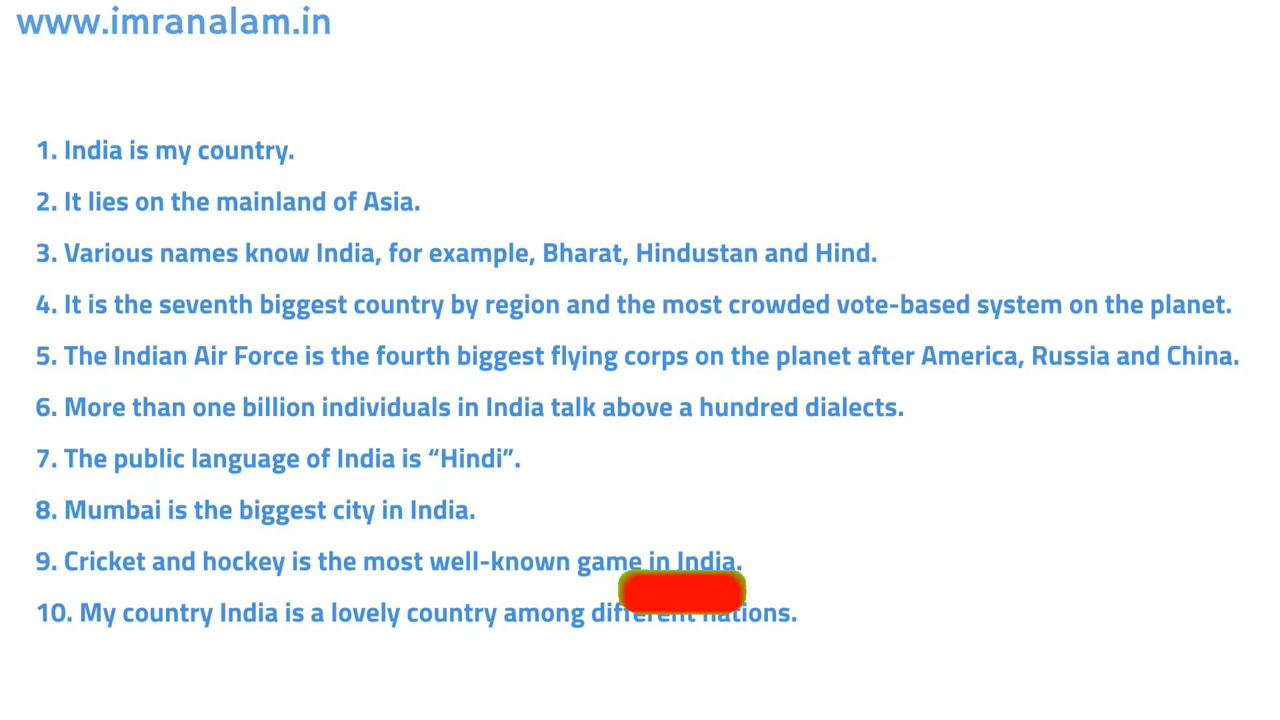 www.imranalam.in
1. India is my country.
2. It lies on the mainland of Asia.
3. Various names know India, for example, Bharat, Hindustan and Hind.
4. It is the seventh biggest country by region and the most crowded vote-based system on the planet.
5. The Indian Air Force is the fourth biggest flying corps on the planet after America, Russia and China.
6. More than one billion individuals in India talk above a hundred dialects.
7. The public language of India is “Hindi”.
8. Mumbai is the biggest city in India.
9. Cricket and hockey is the most well-known game in India.
10. My country India is a lovely country among different nations.